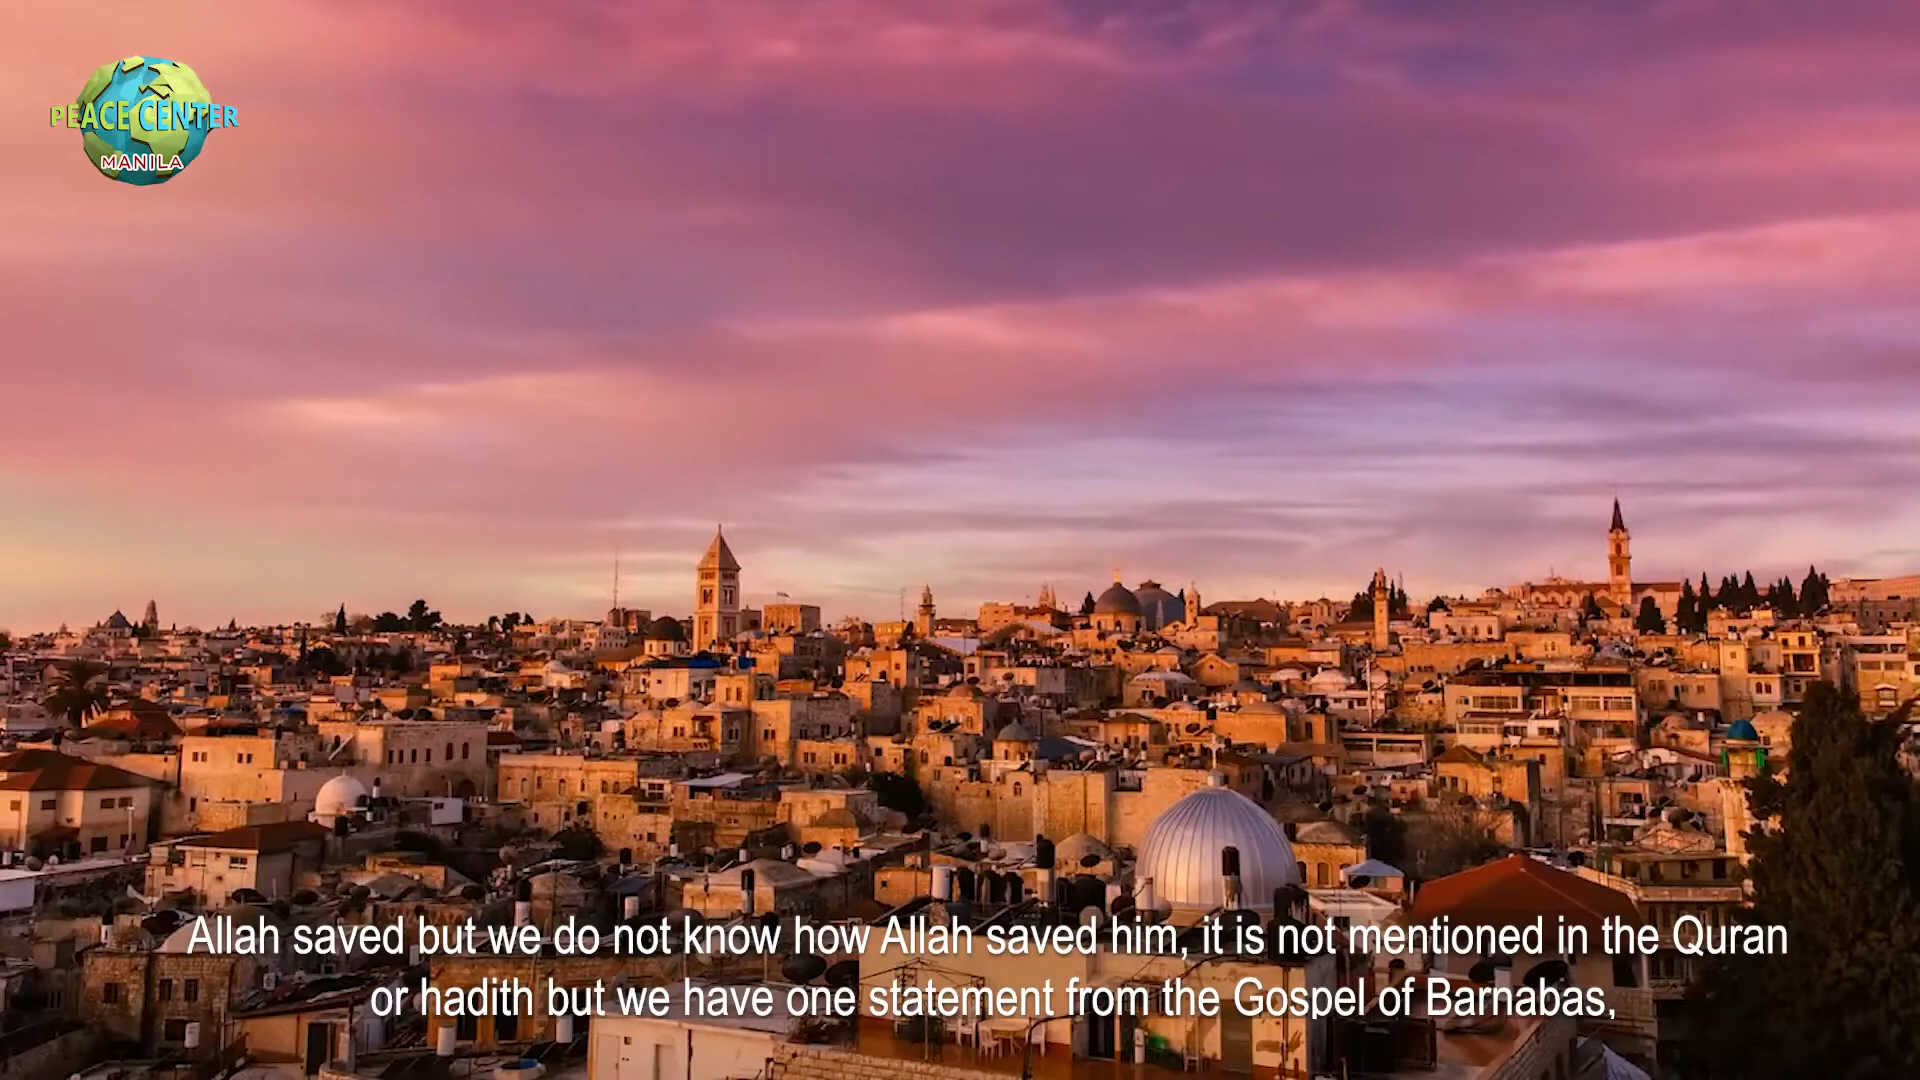 PEACE CENTER
MANILA
Allah saved but we do not know how Allah saved him, it is not mentioned in the Quran
or hadith but we have one statement from the Gospel of Barnabas,